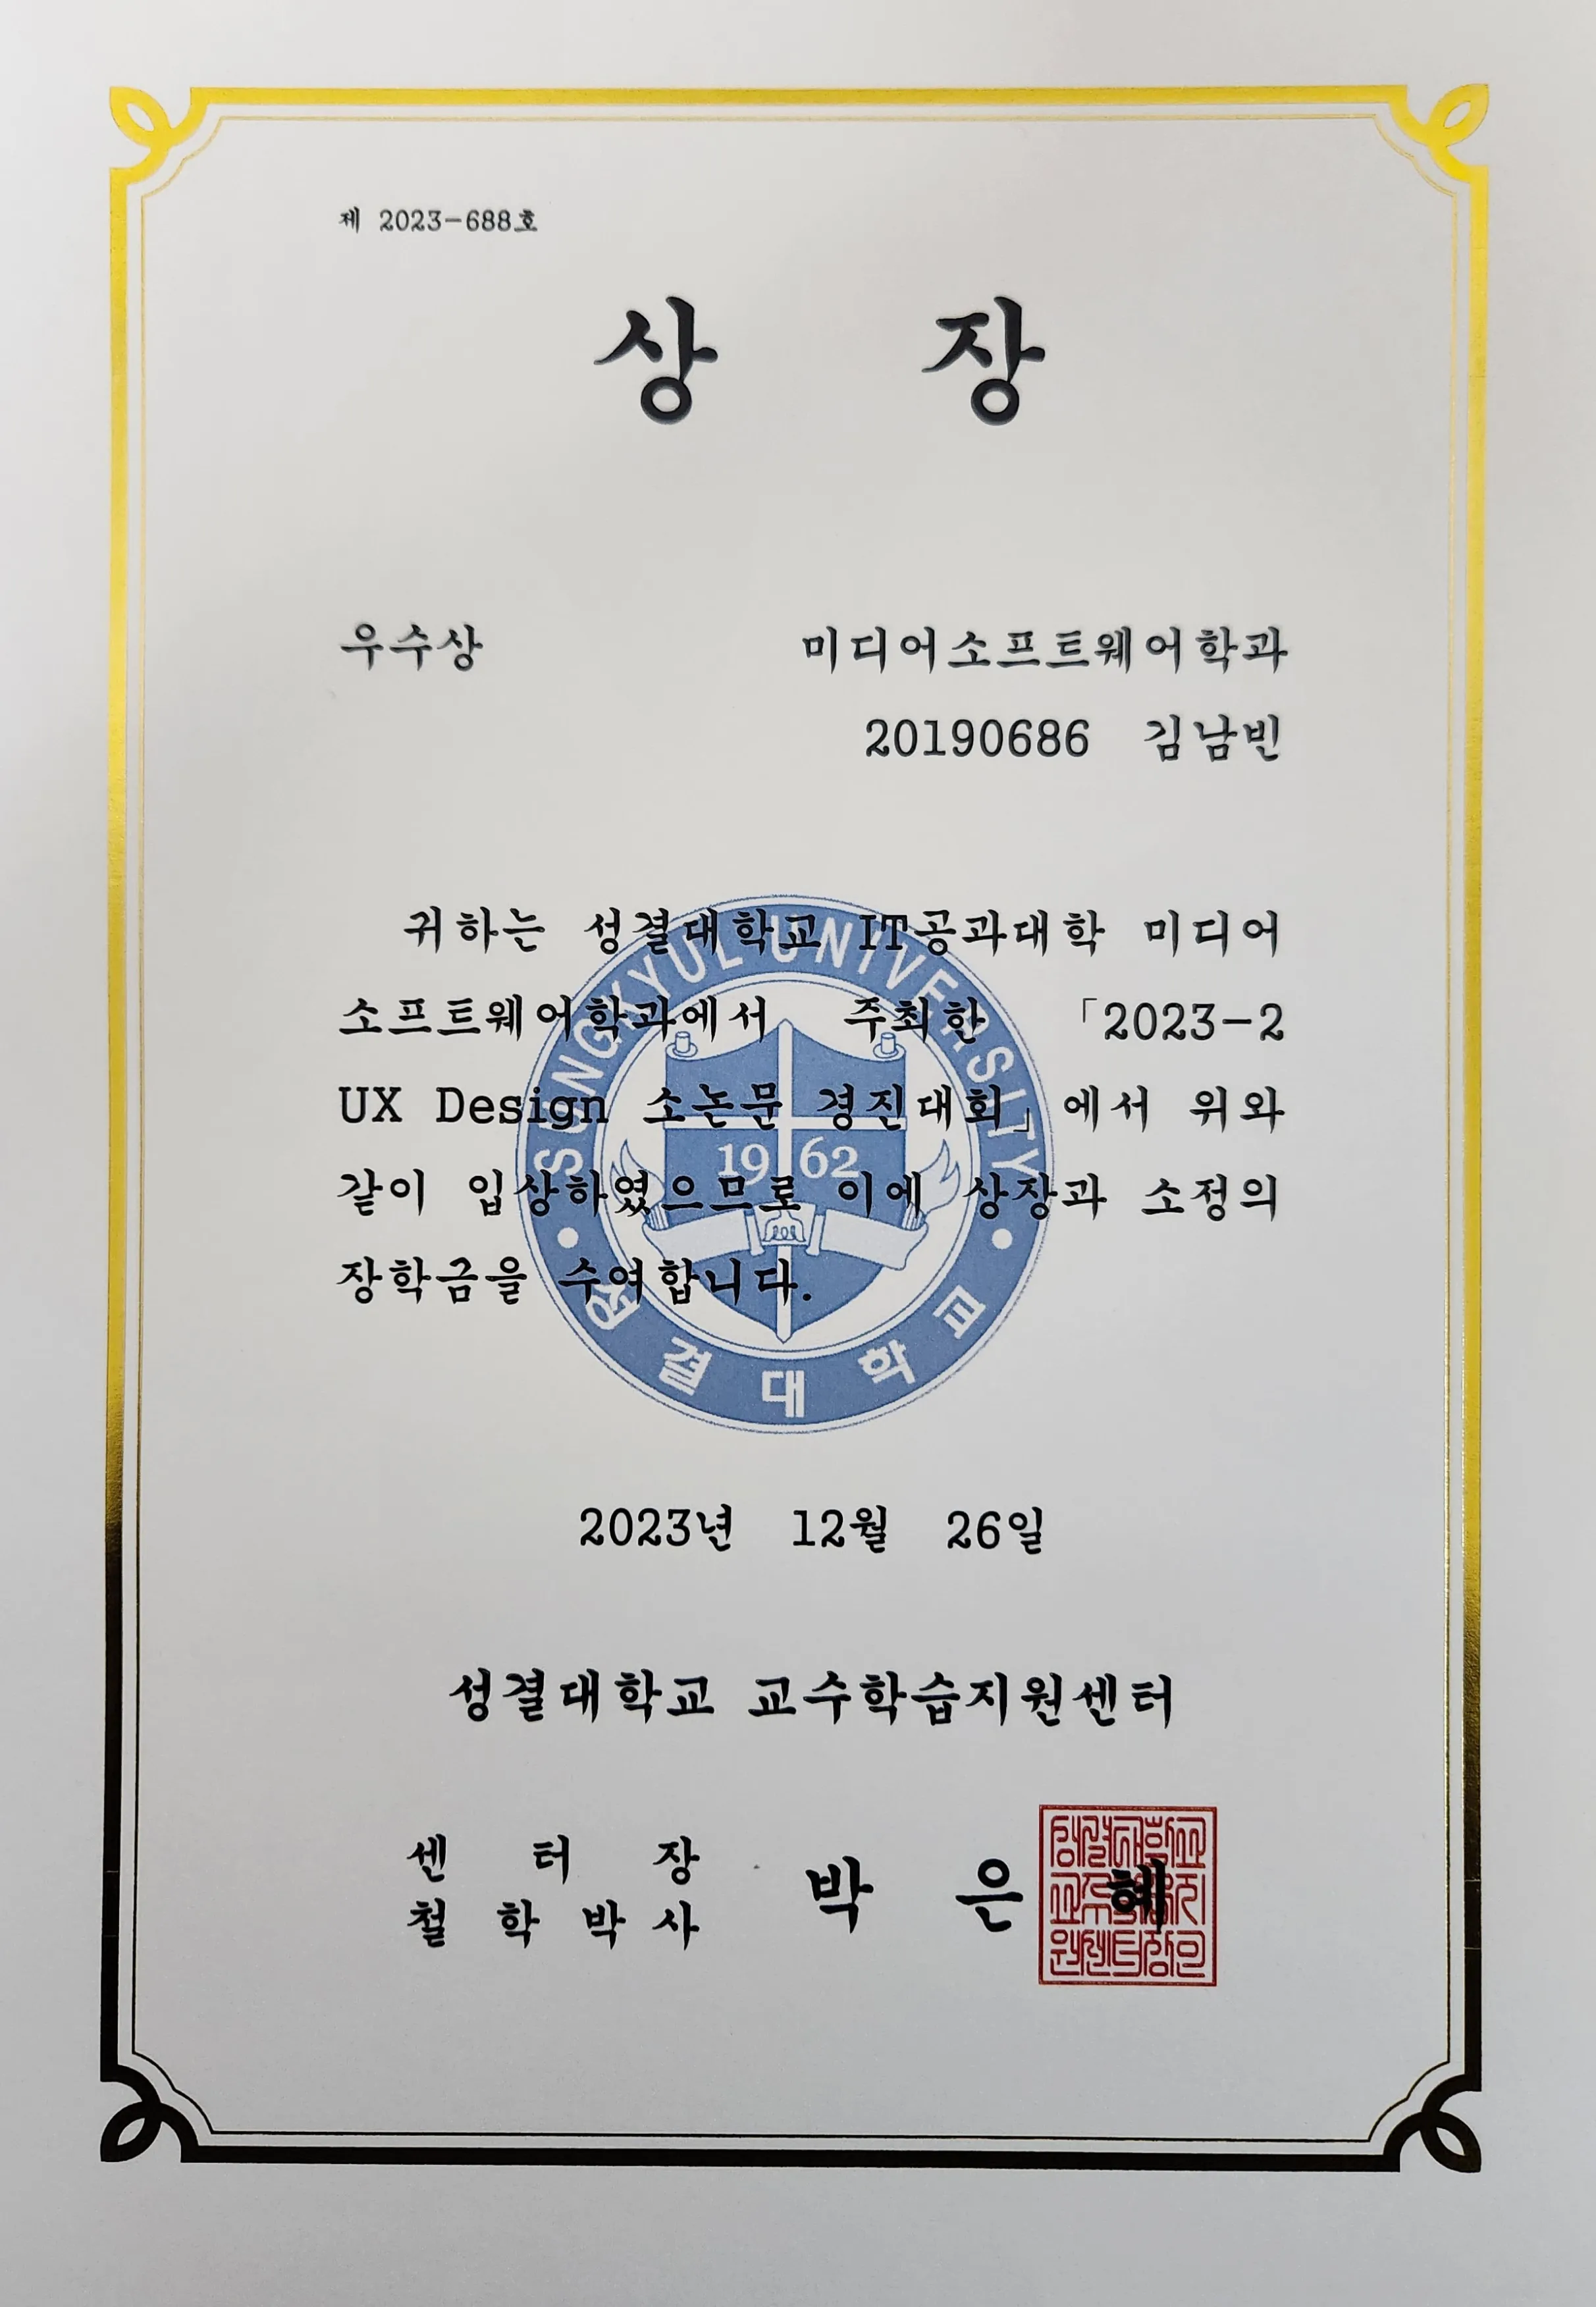 제 2023-688호
상 장
우수상 미디어소프트웨어학과
20190686 김남빈
귀하는 성결대학교 IT공과대학 미디어
소프트웨어학과에서 주최한 「2023-2
UX Design 소논문 경진대회」에서 위와
같이 입상하였으므로 이에 상장과 소정의
장학금을 수여합니다.
SUNGKYUL UNIVERSITY
1962
성결대학교
2023년 12월 26일
성결대학교 교수학습지원센터
센 터 장
철 학 박 사 박 은 혜
성결대학교
교수학습지
원센터장인